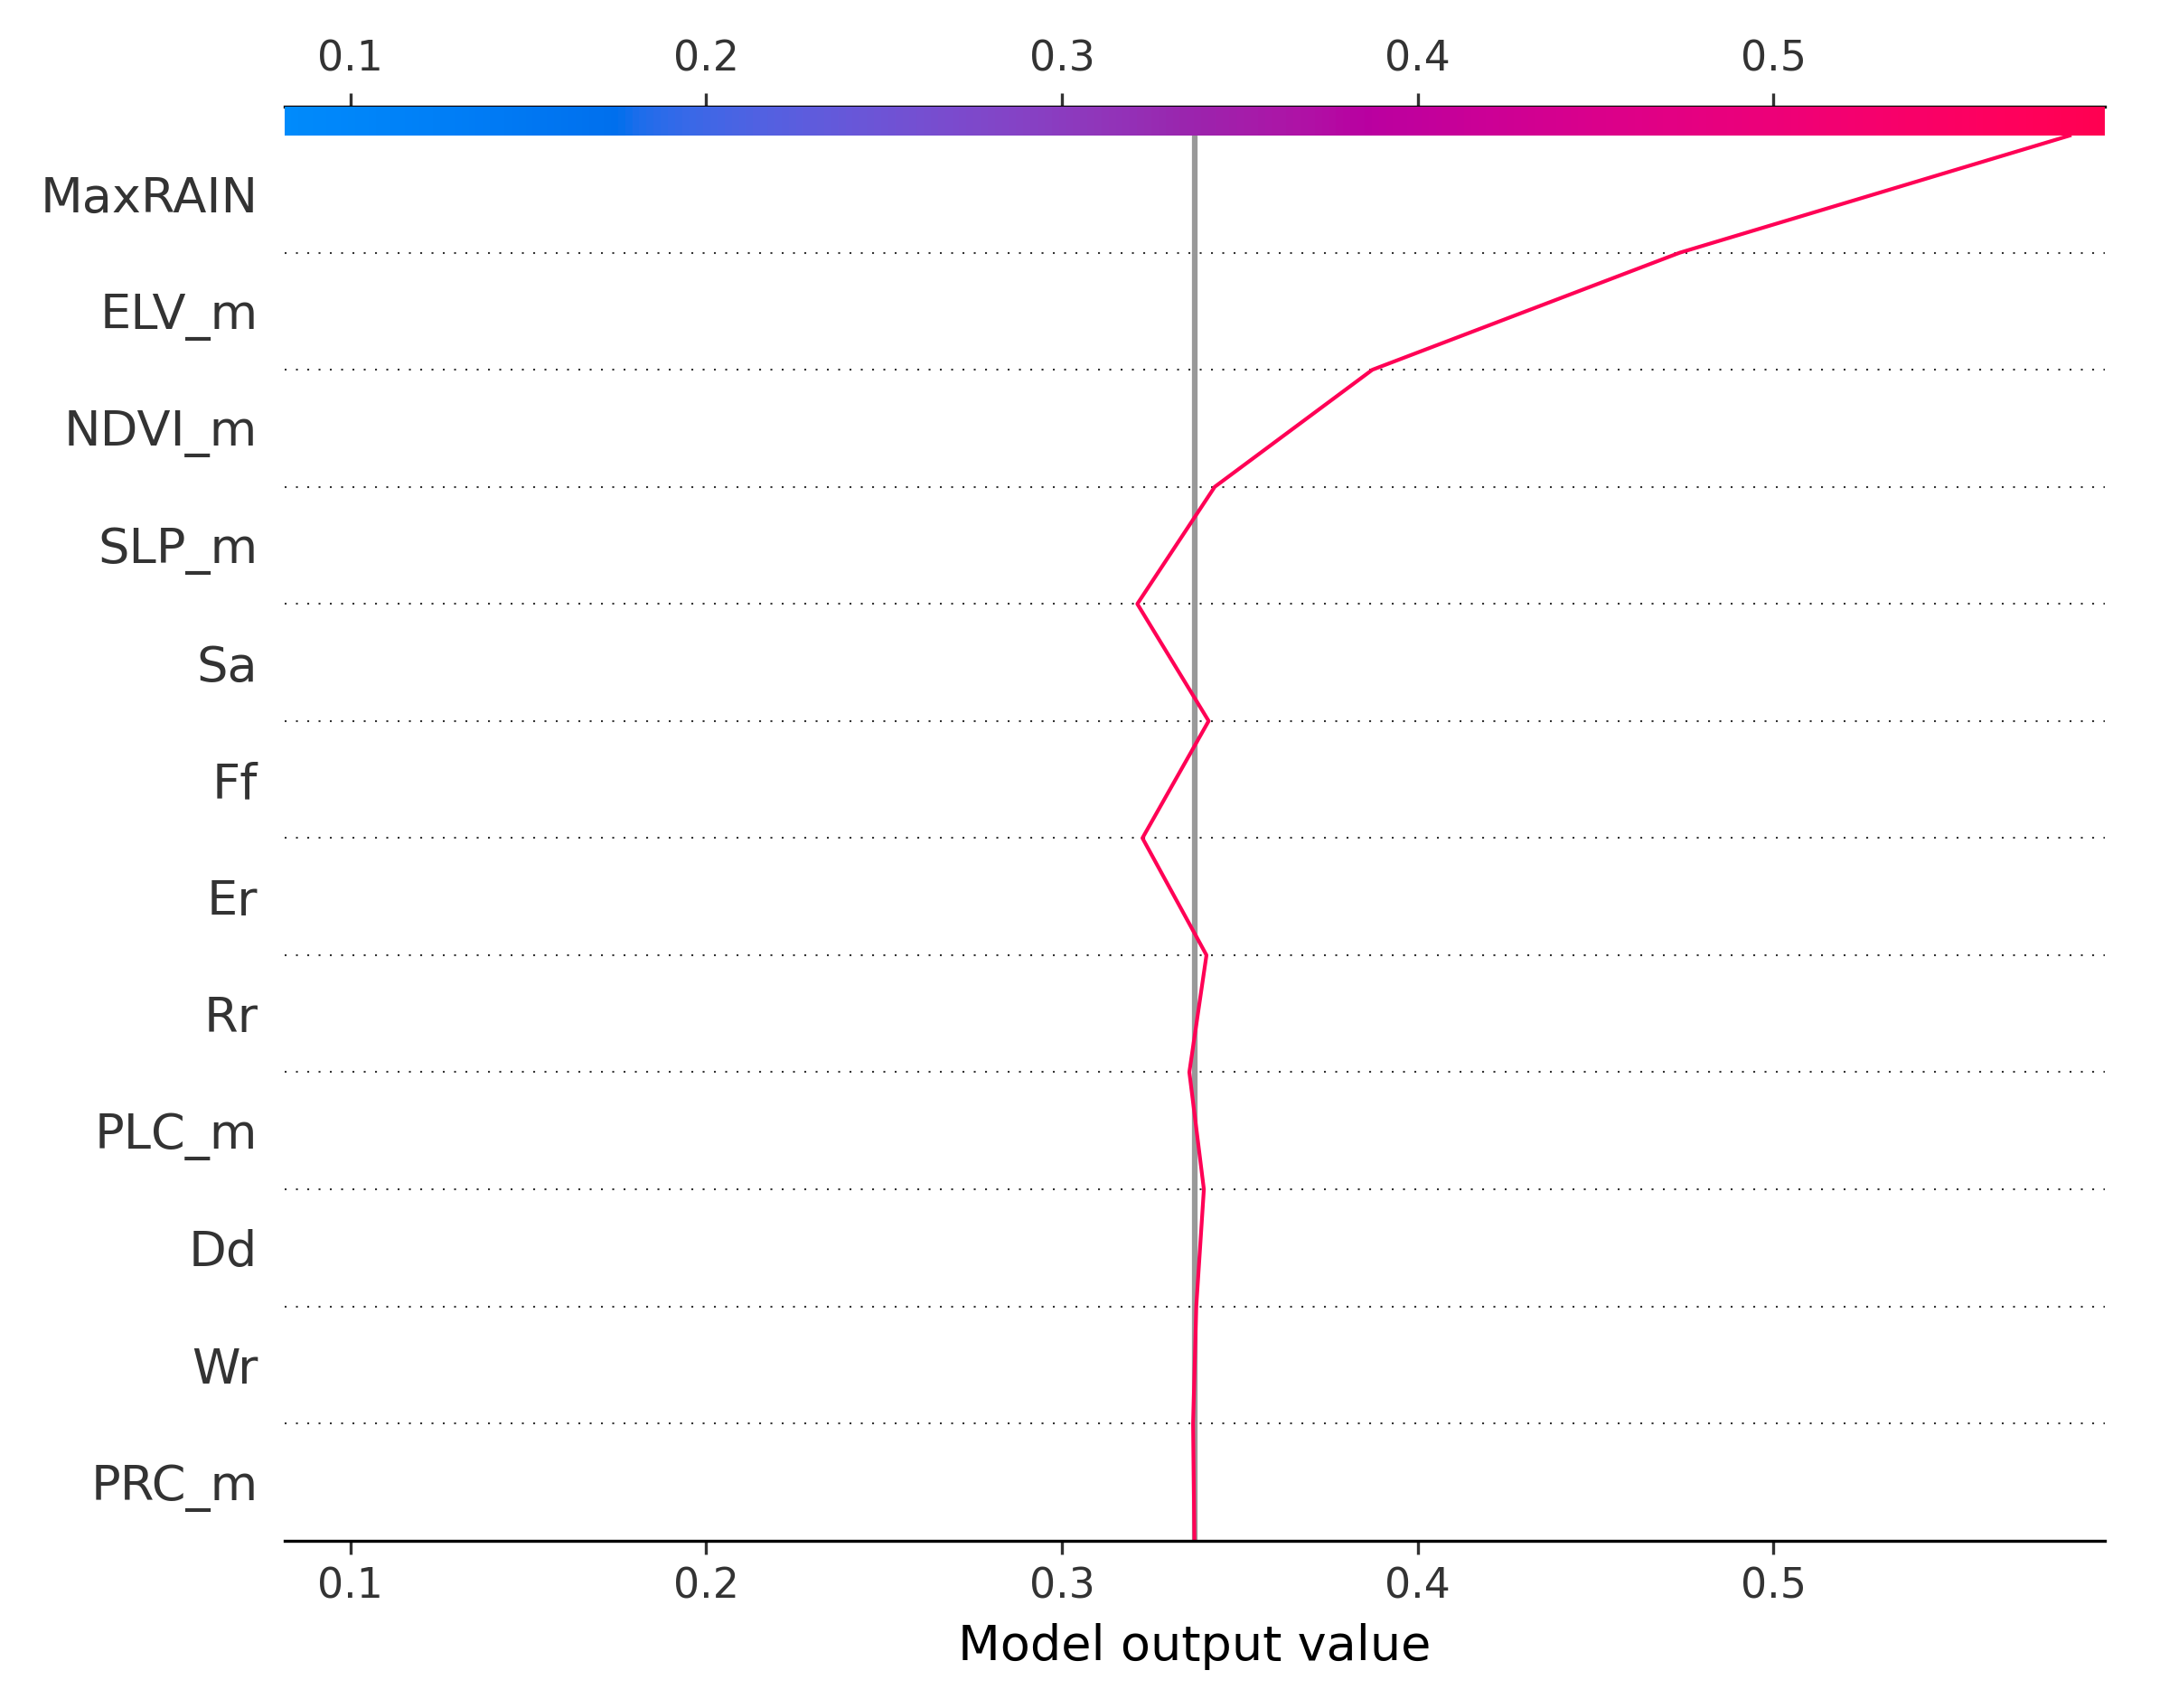 0.1 0.2 0.3 0.4 0.5
MaxRAIN
ELV_m
NDVI_m
SLP_m
Sa
Ff
Er
Rr
PLC_m
Dd
Wr
PRC_m
0.1 0.2 0.3 0.4 0.5
Model output value